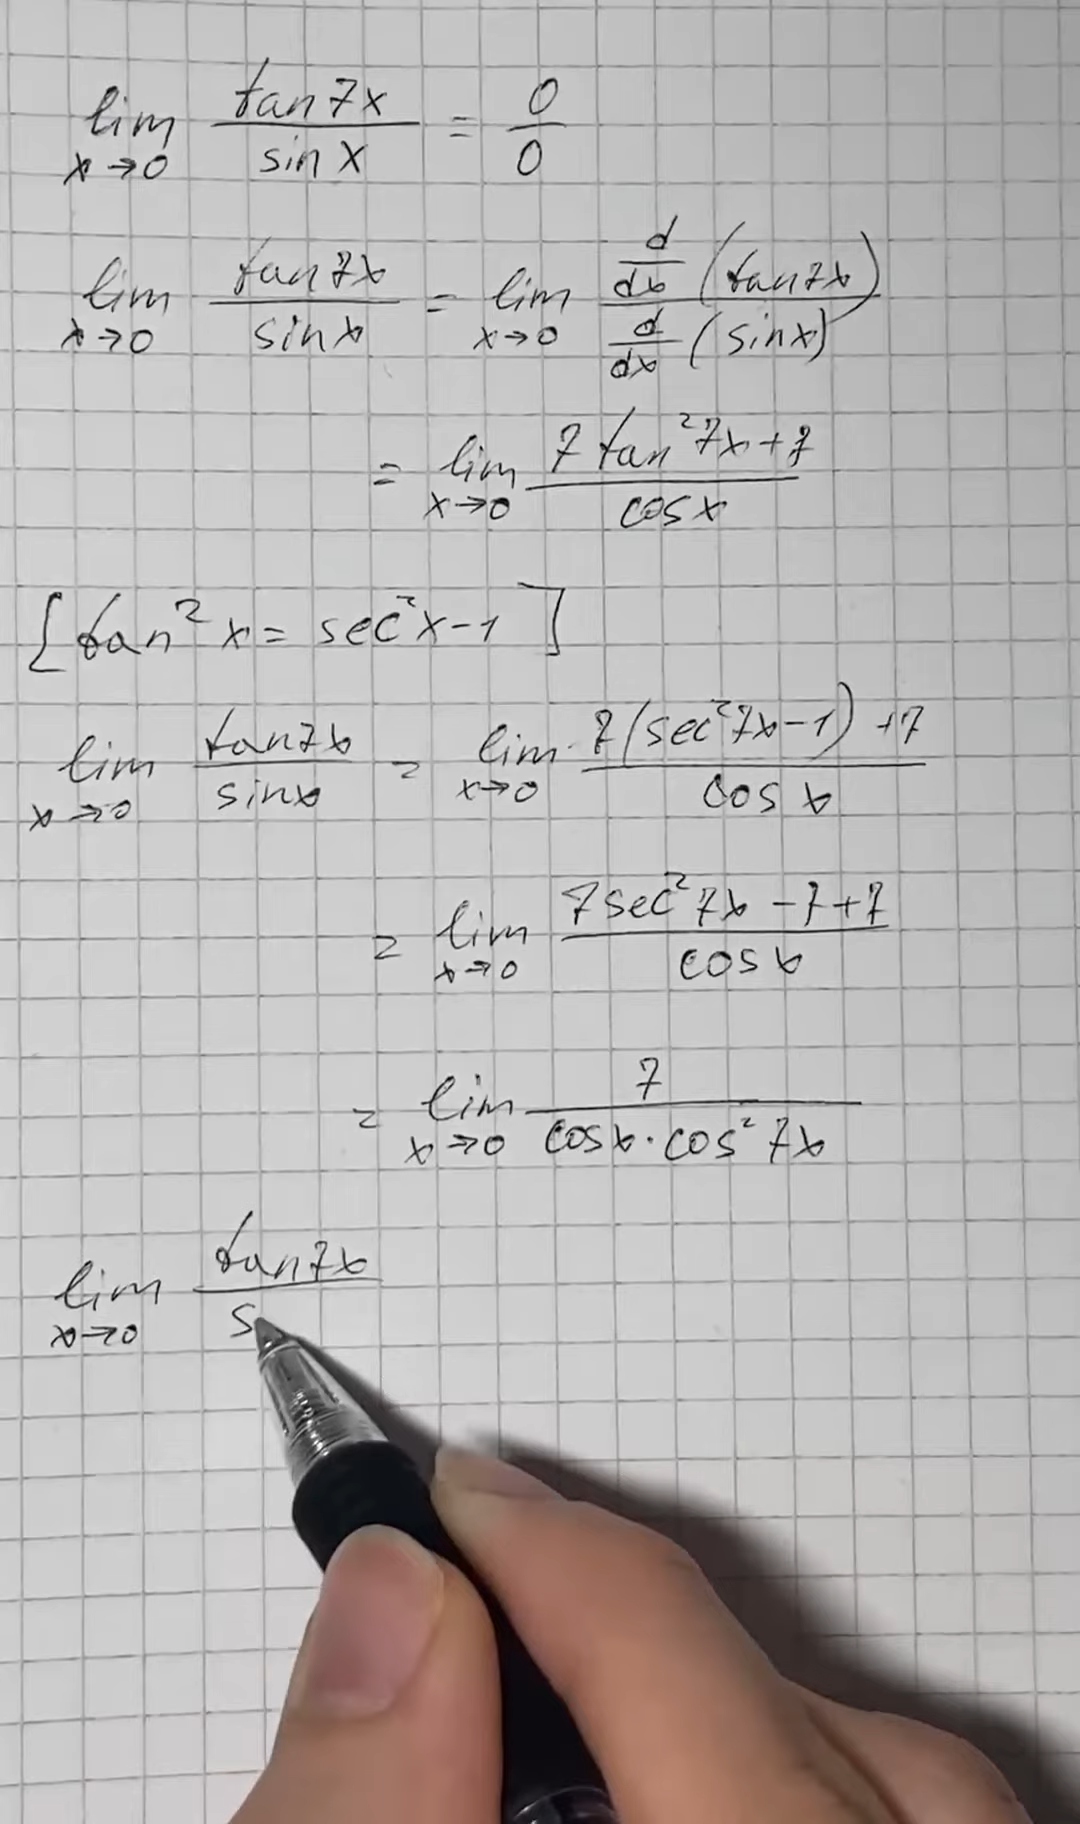 lim x→0 tan7x / sin x = 0 / 0
lim x→0 tan7x / sinx = lim x→0 d/dx (tan7x) / d/dx (sinx)
= lim x→0 7 tan²7x+7 / cosx
[tan²x = sec²x-1]
lim x→0 tan7x / sinx = lim x→0 7(sec²7x-1)+7 / cos x
= lim x→0 7sec²7x -7+7 / cosx
= lim x→0 7 / cosx·cos²7x
lim x→0 tan7x / s